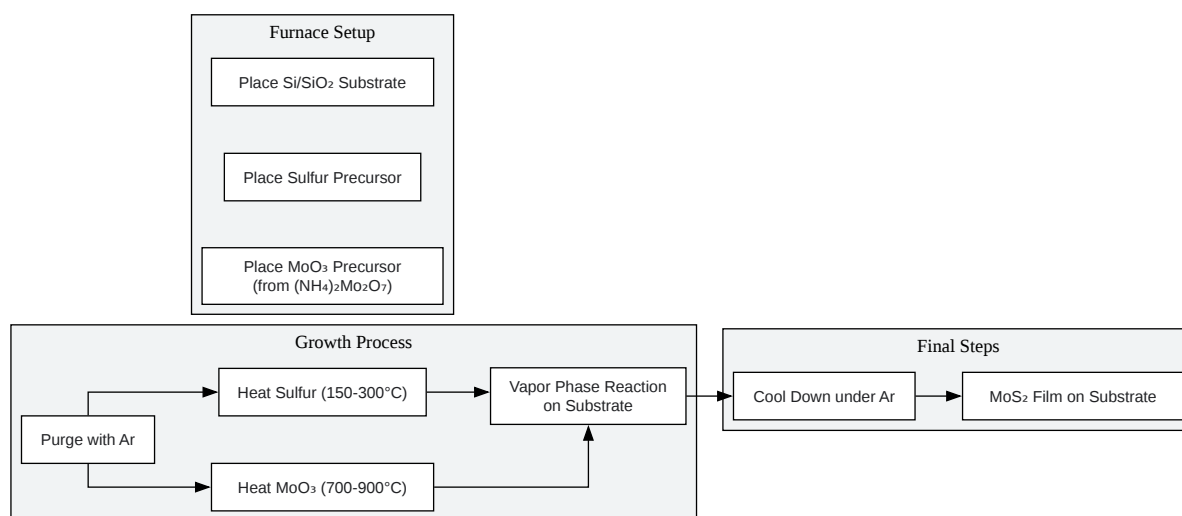 Furnace Setup
Place Si/SiO₂ Substrate
Place Sulfur Precursor
Place MoO₃ Precursor
(from (NH₄)₂Mo₂O₇)
Growth Process
Purge with Ar
Heat Sulfur (150-300°C)
Heat MoO₃ (700-900°C)
Vapor Phase Reaction
on Substrate
Final Steps
Cool Down under Ar
MoS₂ Film on Substrate